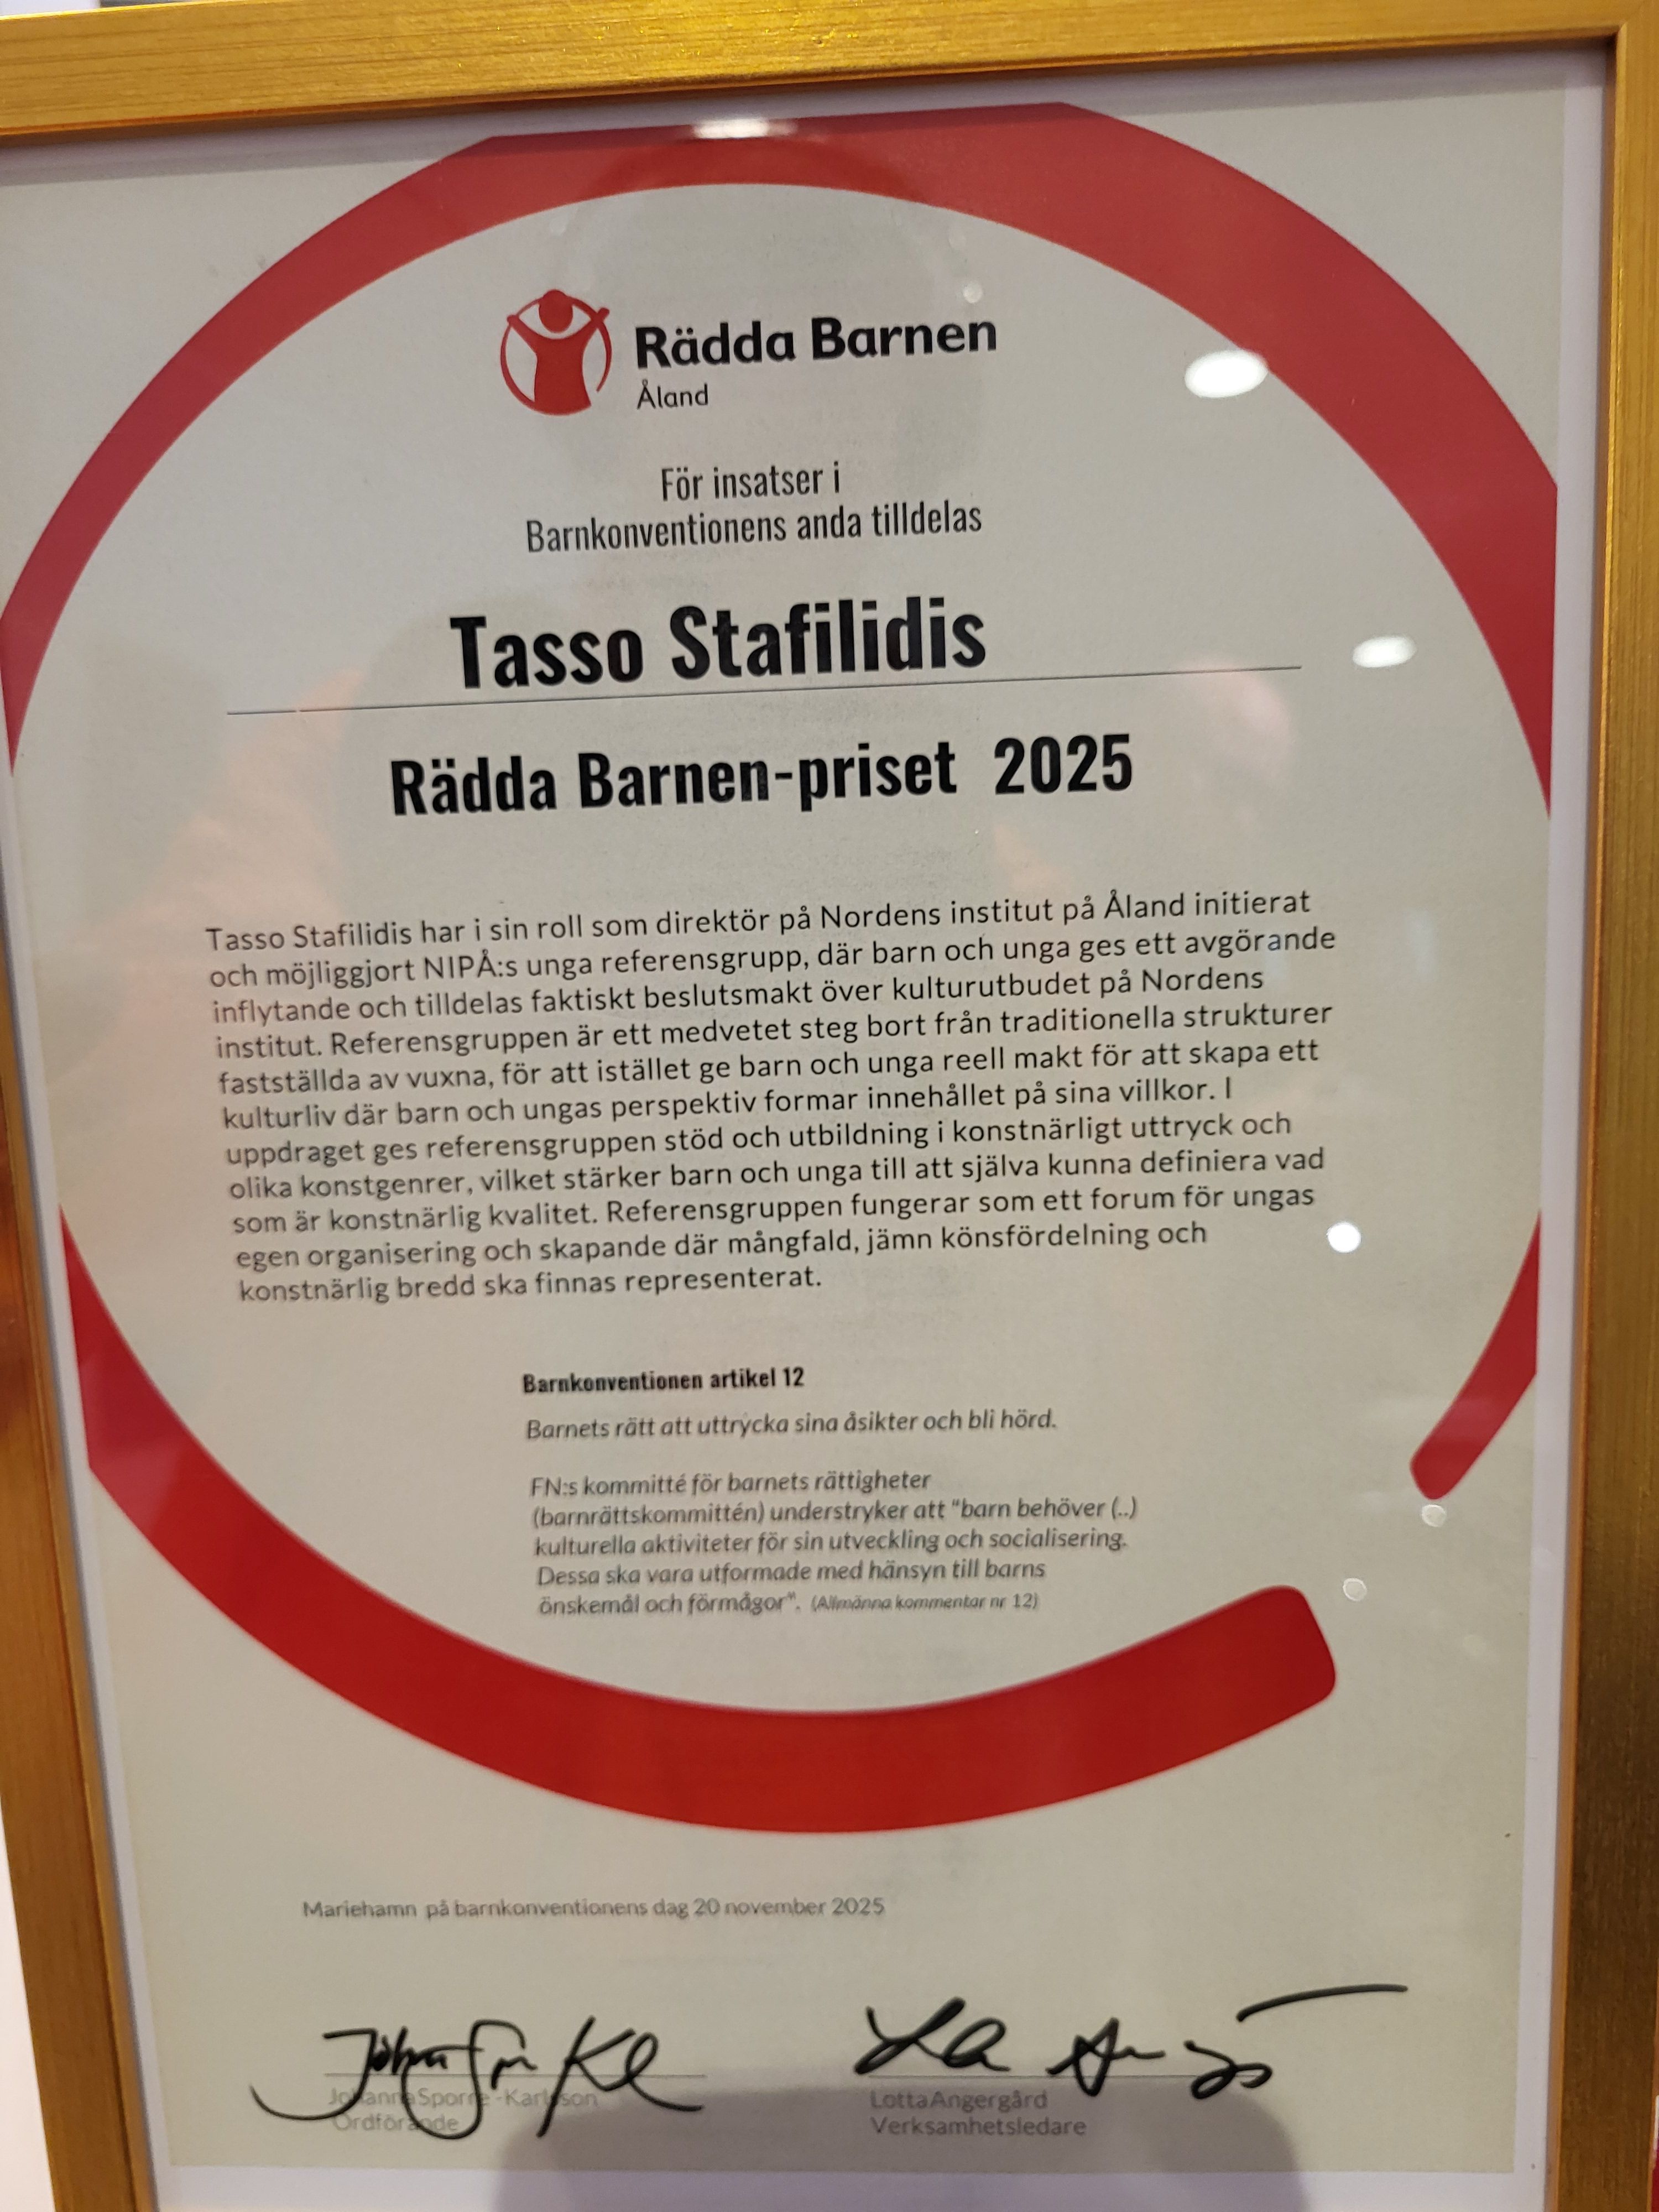 Rädda Barnen
Åland
För insatser i
Barnkonventionens anda tilldelas
Tasso Stafilidis
Rädda Barnen-priset 2025
Tasso Stafilidis har i sin roll som direktör på Nordens institut på Åland initierat
och möjliggjort NIPÅ:s unga referensgrupp, där barn och unga ges ett avgörande
inflytande och tilldelas faktiskt beslutsmakt över kulturutbudet på Nordens
institut. Referensgruppen är ett medvetet steg bort från traditionella strukturer
fastställda av vuxna, för att istället ge barn och unga reell makt för att skapa ett
kulturliv där barn och ungas perspektiv formar innehållet på sina villkor. I
uppdraget ges referensgruppen stöd och utbildning i konstnärligt uttryck och
olika konstgenrer, vilket stärker barn och unga till att själva kunna definiera vad
som är konstnärlig kvalitet. Referensgruppen fungerar som ett forum för ungas
egen organisering och skapande där mångfald, jämn könsfördelning och
konstnärlig bredd ska finnas representerat.
Barnkonventionen artikel 12
Barnets rätt att uttrycka sina åsikter och bli hörd.
FN:s kommitté för barnets rättigheter
(barnrättskommittén) understryker att "barn behöver (..)
kulturella aktiviteter för sin utveckling och socialisering.
Dessa ska vara utformade med hänsyn till barns
önskemål och förmågor". (Allmänna kommentar nr 12)
Mariehamn på barnkonventionens dag 20 november 2025
Johanna Sporre-Karlsson
Ordförande
Lotta Angergård
Verksamhetsledare